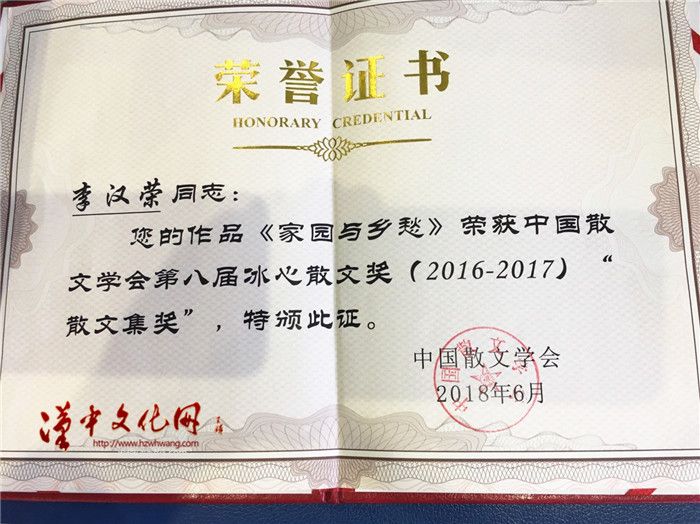 荣誉证书
HONORARY CREDENTIAL
李汉荣同志：
您的作品《家园与乡愁》荣获中国散
文学会第八届冰心散文奖（2016-2017）“
散文集奖”，特颁此证。
中国散文学会
2018年6月
汉中文化网
http://www.hzwhwang.com